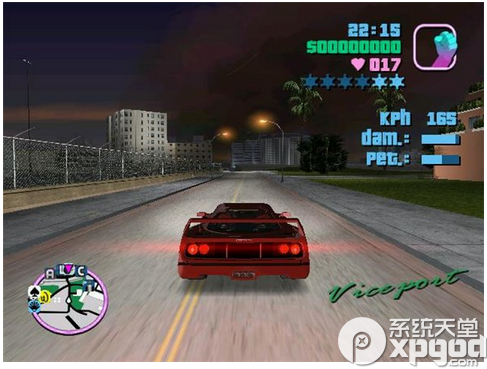 22:15
$00000000
017
kph 165
dam.:
pet.:
A C
Viceport
系统天堂
xpgod